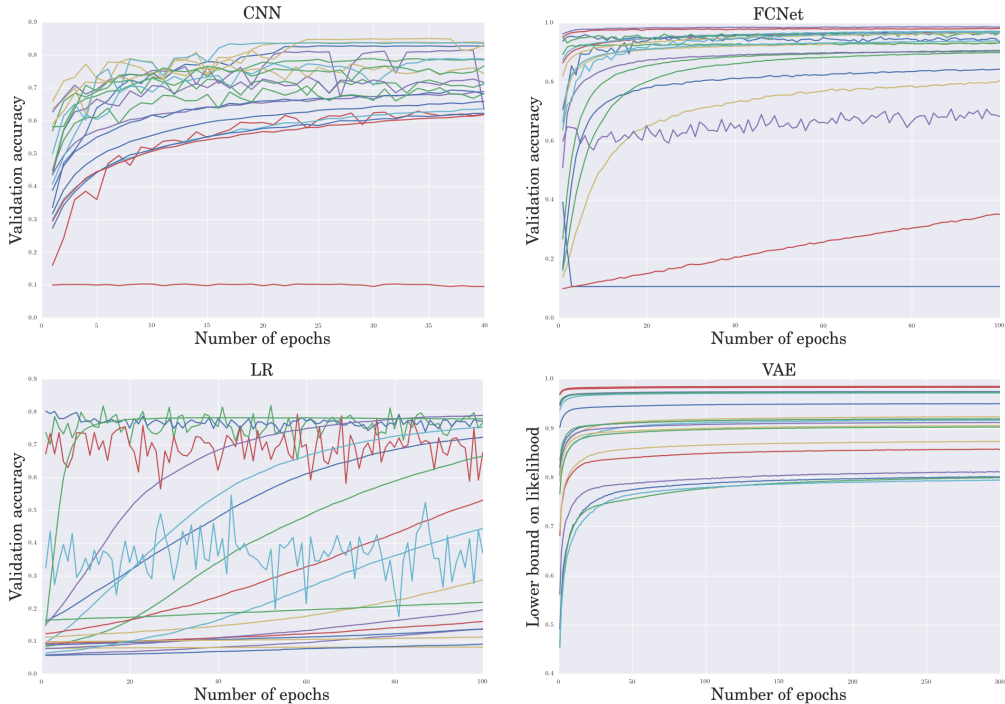 CNN
Validation accuracy
0.9
0.8
0.7
0.6
0.5
0.4
0.3
0.2
0.1
0.0
0 5 10 15 20 25 30 35 40
Number of epochs
FCNet
Validation accuracy
1.0
0.8
0.6
0.4
0.2
0.0
0 20 40 60 80 100
Number of epochs
LR
Validation accuracy
0.9
0.8
0.7
0.6
0.5
0.4
0.3
0.2
0.1
0.0
0 20 40 60 80 100
Number of epochs
VAE
Lower bound on likelihood
1.0
0.9
0.8
0.7
0.6
0.5
0.4
0 50 100 150 200 250 300
Number of epochs